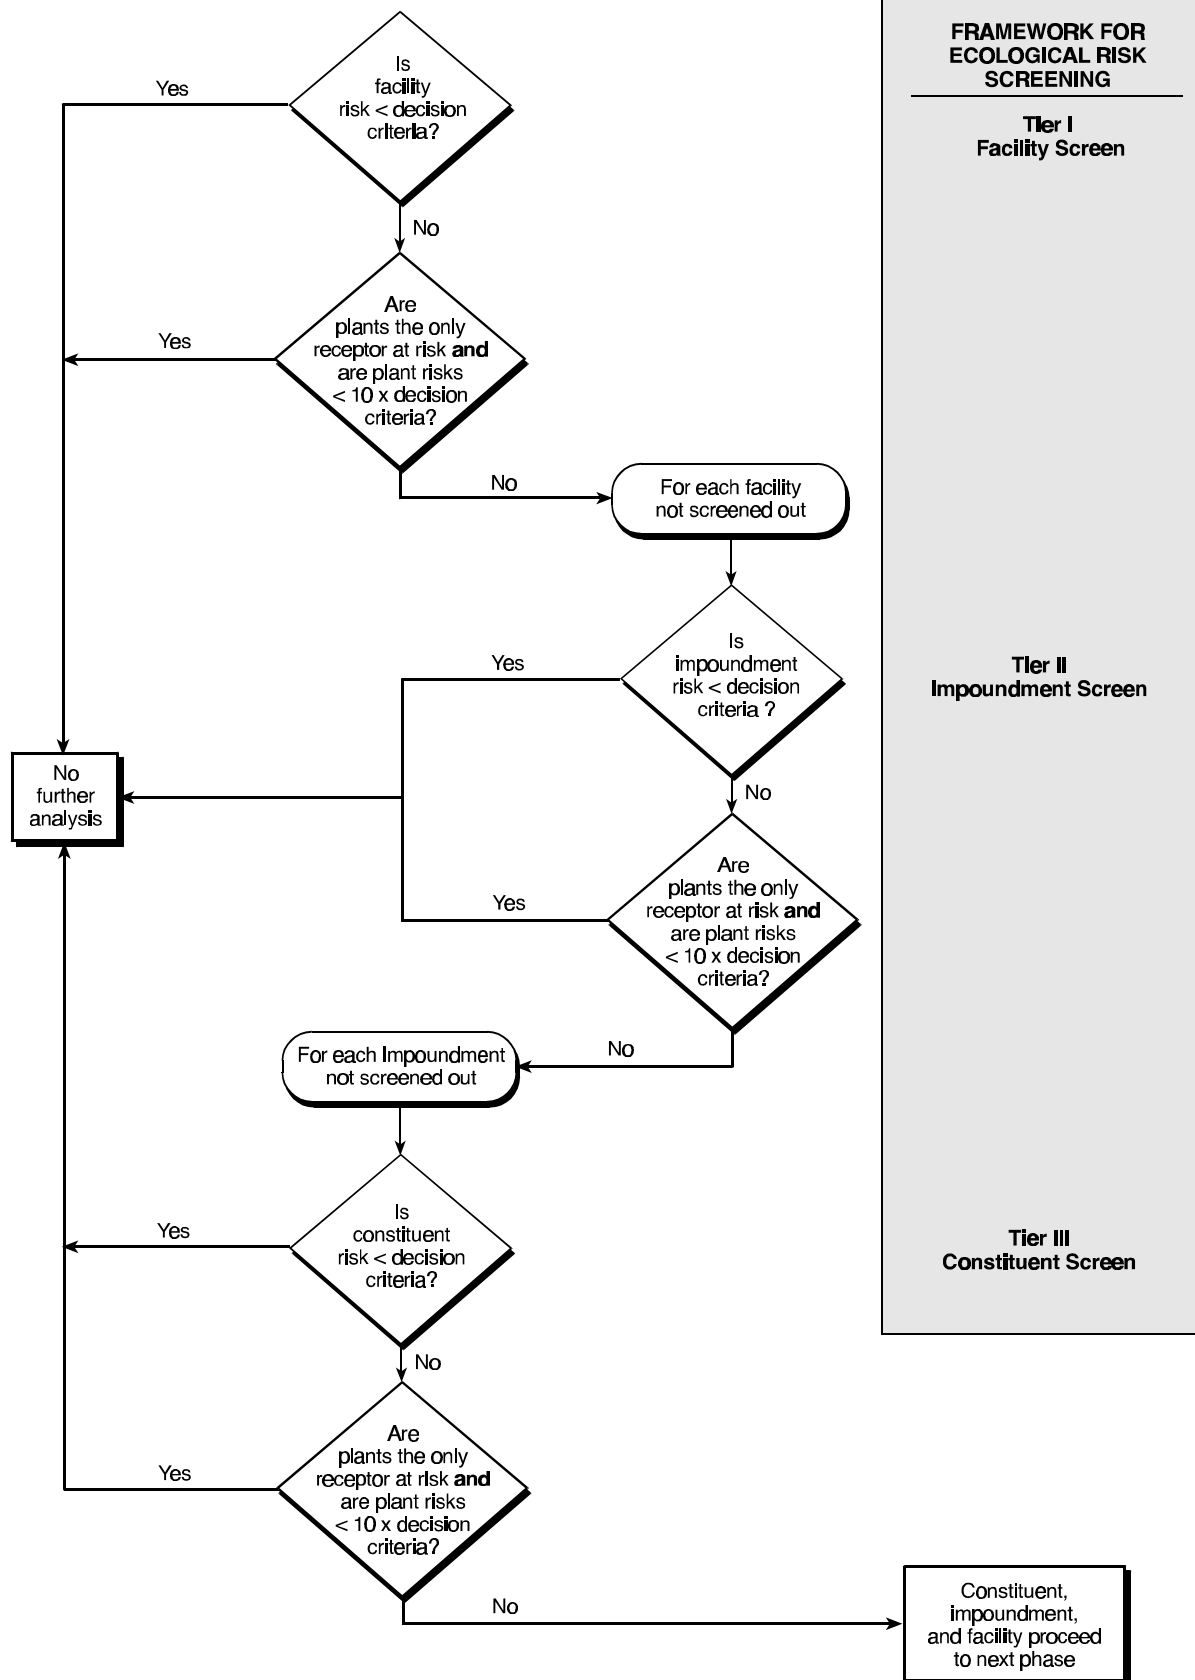 FRAMEWORK FOR
ECOLOGICAL RISK
SCREENING
Tier I
Facility Screen
Is
facility
risk < decision
criteria?
Yes
No
Are
plants the only
receptor at risk and
are plant risks
< 10 x decision
criteria?
Yes
No
For each facility
not screened out
Tier II
Impoundment Screen
Is
impoundment
risk < decision
criteria ?
Yes
No
No
further
analysis
Are
plants the only
receptor at risk and
are plant risks
< 10 x decision
criteria?
Yes
No
For each Impoundment
not screened out
Tier III
Constituent Screen
Is
constituent
risk < decision
criteria?
Yes
No
Are
plants the only
receptor at risk and
are plant risks
< 10 x decision
criteria?
Yes
No
Constituent,
impoundment,
and facility proceed
to next phase